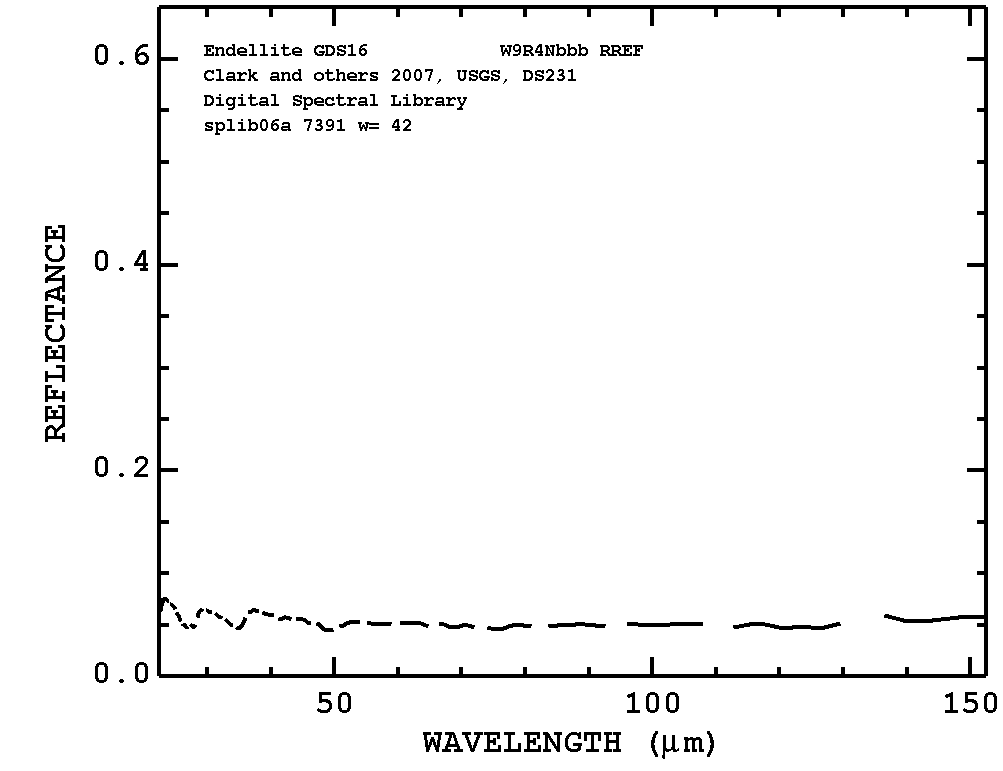 Endellite GDS16 W9R4Nbbb RREF
Clark and others 2007, USGS, DS231
Digital Spectral Library
splib06a 7391 w= 42
0.6
0.4
0.2
0.0
REFLECTANCE
50 100 150
WAVELENGTH (μm)